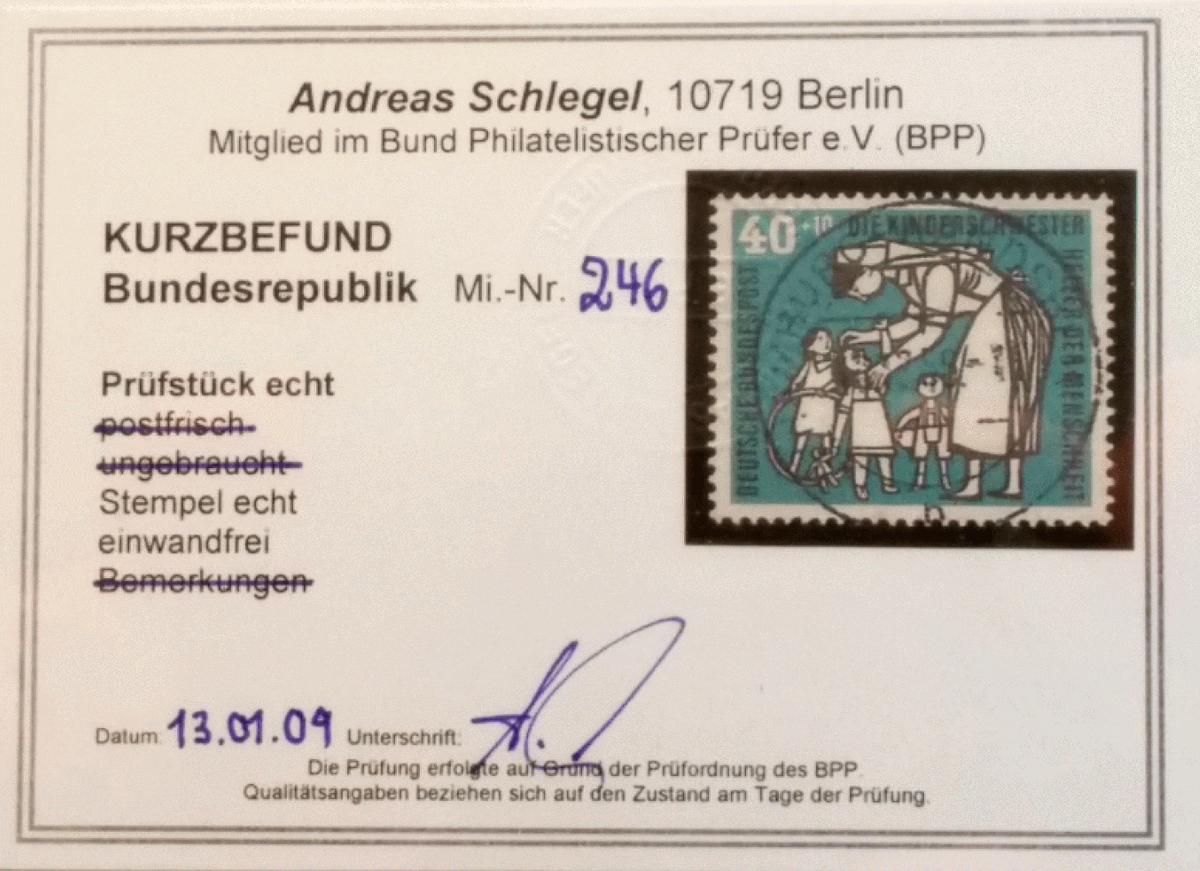 Andreas Schlegel, 10719 Berlin
Mitglied im Bund Philatelistischer Prüfer e.V. (BPP)
KURZBEFUND
Bundesrepublik Mi.-Nr. 246
Prüfstück echt
postfrisch
ungebraucht
Stempel echt
einwandfrei
Bemerkungen
40 +10 DIE KINDERSCHWESTER
HELFER DER MENSCHHEIT
DEUTSCHE BUNDESPOST
Datum: 13.01.09 Unterschrift:
Die Prüfung erfolgte auf Grund der Prüfordnung des BPP.
Qualitätsangaben beziehen sich auf den Zustand am Tage der Prüfung.